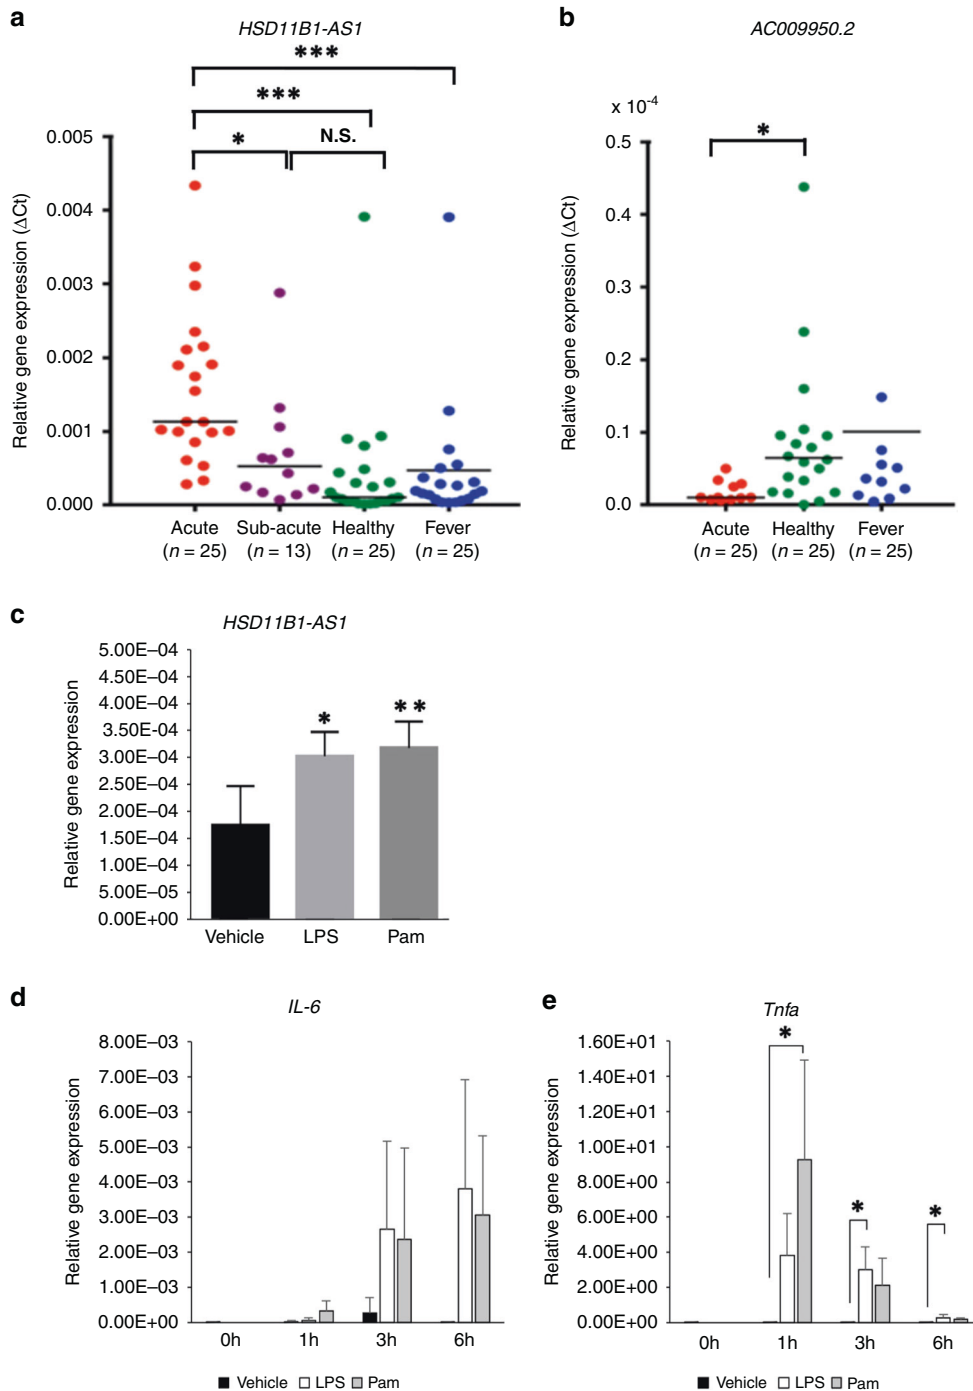 a
HSD11B1-AS1
***
***
*
N.S.
Relative gene expression (ΔCt)
0.005
0.004
0.003
0.002
0.001
0.000
Acute Sub-acute Healthy Fever
(n = 25) (n = 13) (n = 25) (n = 25)
b
AC009950.2
x 10-4
*
Relative gene expression (ΔCt)
0.5
0.4
0.3
0.2
0.1
0.0
Acute Healthy Fever
(n = 25) (n = 25) (n = 25)
c
HSD11B1-AS1
Relative gene expression
5.00E–04
4.50E–04
4.00E–04
3.50E–04
3.00E–04
2.50E–04
2.00E–04
1.50E–04
1.00E–04
5.00E–05
0.00E+00
*
**
Vehicle LPS Pam
d
IL-6
Relative gene expression
8.00E–03
7.00E–03
6.00E–03
5.00E–03
4.00E–03
3.00E–03
2.00E–03
1.00E–03
0.00E+00
0h 1h 3h 6h
Vehicle LPS Pam
e
Tnfa
Relative gene expression
1.60E+01
1.40E+01
1.20E+01
1.00E+01
8.00E+00
6.00E+00
4.00E+00
2.00E+00
0.00E+00
*
*
*
0h 1h 3h 6h
Vehicle LPS Pam